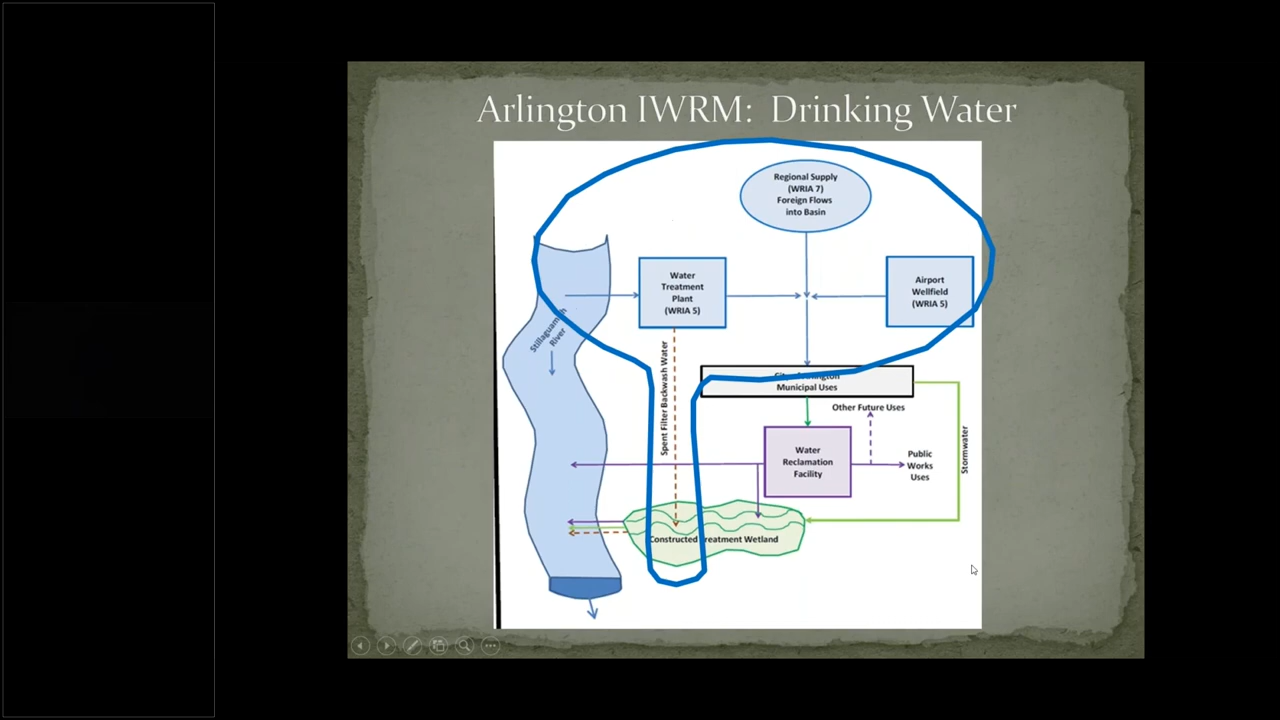 Arlington IWRM: Drinking Water
Regional Supply
(WRIA 7)
Foreign Flows
into Basin
Water
Treatment
Plant
(WRIA 5)
Airport
Wellfield
(WRIA 5)
Stillaguamish
River
Spent Filter Backwash Water
Municipal Uses
Other Future Uses
Water
Reclamation
Facility
Public
Works
Uses
Stormwater
Constructed Treatment Wetland